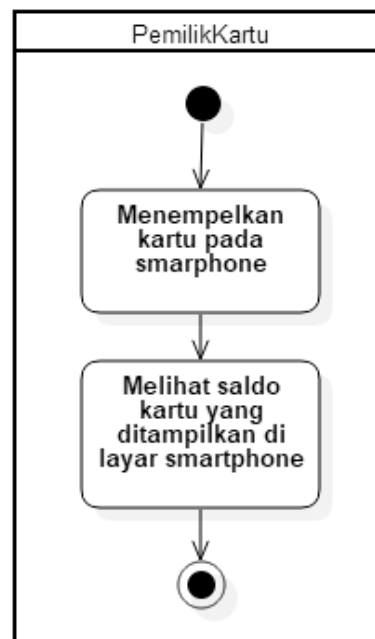 PemilikKartu
Menempelkan
kartu pada
smarphone
Melihat saldo
kartu yang
ditampilkan di
layar smartphone